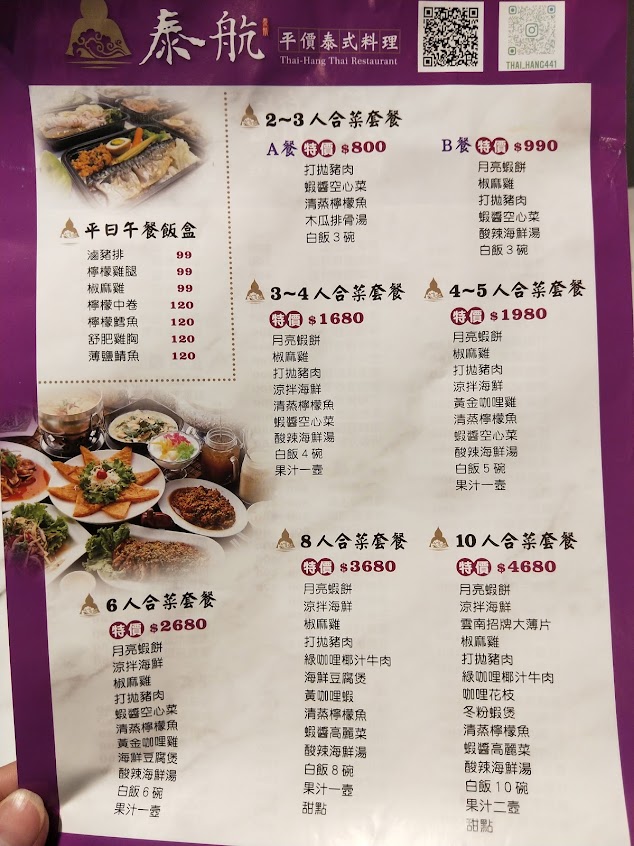 泰航
平價泰式料理
Thai-Hang Thai Restaurant
THAI_HANG441
平日午餐飯盒
滷豬排 99
檸檬雞腿 99
椒麻雞 99
檸檬中卷 120
檸檬鱈魚 120
舒肥雞胸 120
薄鹽鯖魚 120
2~3人合菜套餐
A餐 特價 $800
打拋豬肉
蝦醬空心菜
清蒸檸檬魚
木瓜排骨湯
白飯3碗
B餐 特價 $990
月亮蝦餅
椒麻雞
打拋豬肉
蝦醬空心菜
酸辣海鮮湯
白飯3碗
3~4人合菜套餐
特價 $1680
月亮蝦餅
椒麻雞
打拋豬肉
涼拌海鮮
清蒸檸檬魚
蝦醬空心菜
酸辣海鮮湯
白飯4碗
果汁一壺
4~5人合菜套餐
特價 $1980
月亮蝦餅
椒麻雞
打拋豬肉
涼拌海鮮
黃金咖哩雞
清蒸檸檬魚
蝦醬空心菜
酸辣海鮮湯
白飯5碗
果汁一壺
6人合菜套餐
特價 $2680
月亮蝦餅
涼拌海鮮
椒麻雞
打拋豬肉
蝦醬空心菜
清蒸檸檬魚
黃金咖哩雞
海鮮豆腐煲
酸辣海鮮湯
白飯6碗
果汁一壺
8人合菜套餐
特價 $3680
月亮蝦餅
涼拌海鮮
椒麻雞
打拋豬肉
綠咖哩椰汁牛肉
海鮮豆腐煲
黃咖哩蝦
清蒸檸檬魚
蝦醬高麗菜
酸辣海鮮湯
白飯8碗
果汁一壺
甜點
10人合菜套餐
特價 $4680
月亮蝦餅
涼拌海鮮
雲南招牌大薄片
椒麻雞
打拋豬肉
綠咖哩椰汁牛肉
咖哩花枝
冬粉蝦煲
清蒸檸檬魚
蝦醬高麗菜
酸辣海鮮湯
白飯10碗
果汁二壺
甜點